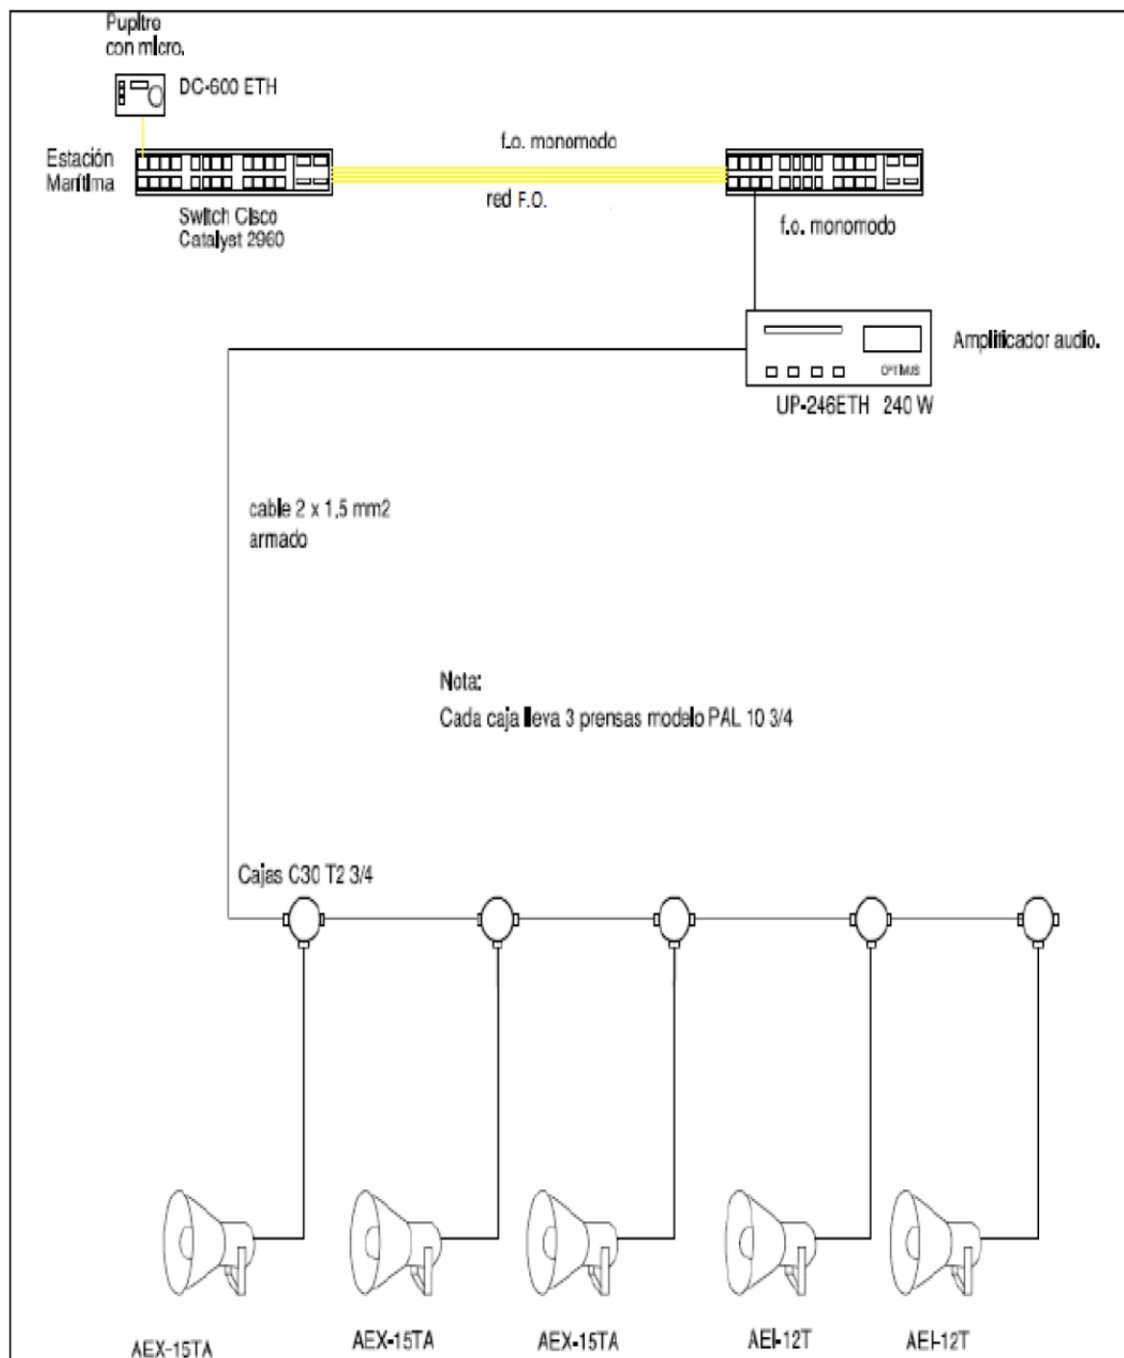 Pupitre
con micro.
DC-600 ETH
Estación
Marítima
f.o. monomodo
red F.O.
Switch Cisco
Catalyst 2960
f.o. monomodo
Amplificador audio.
OPTIMUS
UP-246ETH 240 W
cable 2 x 1,5 mm2
armado
Nota:
Cada caja lleva 3 prensas modelo PAL 10 3/4
Cajas C30 T2 3/4
AEX-15TA
AEX-15TA
AEX-15TA
AEI-12T
AEI-12T